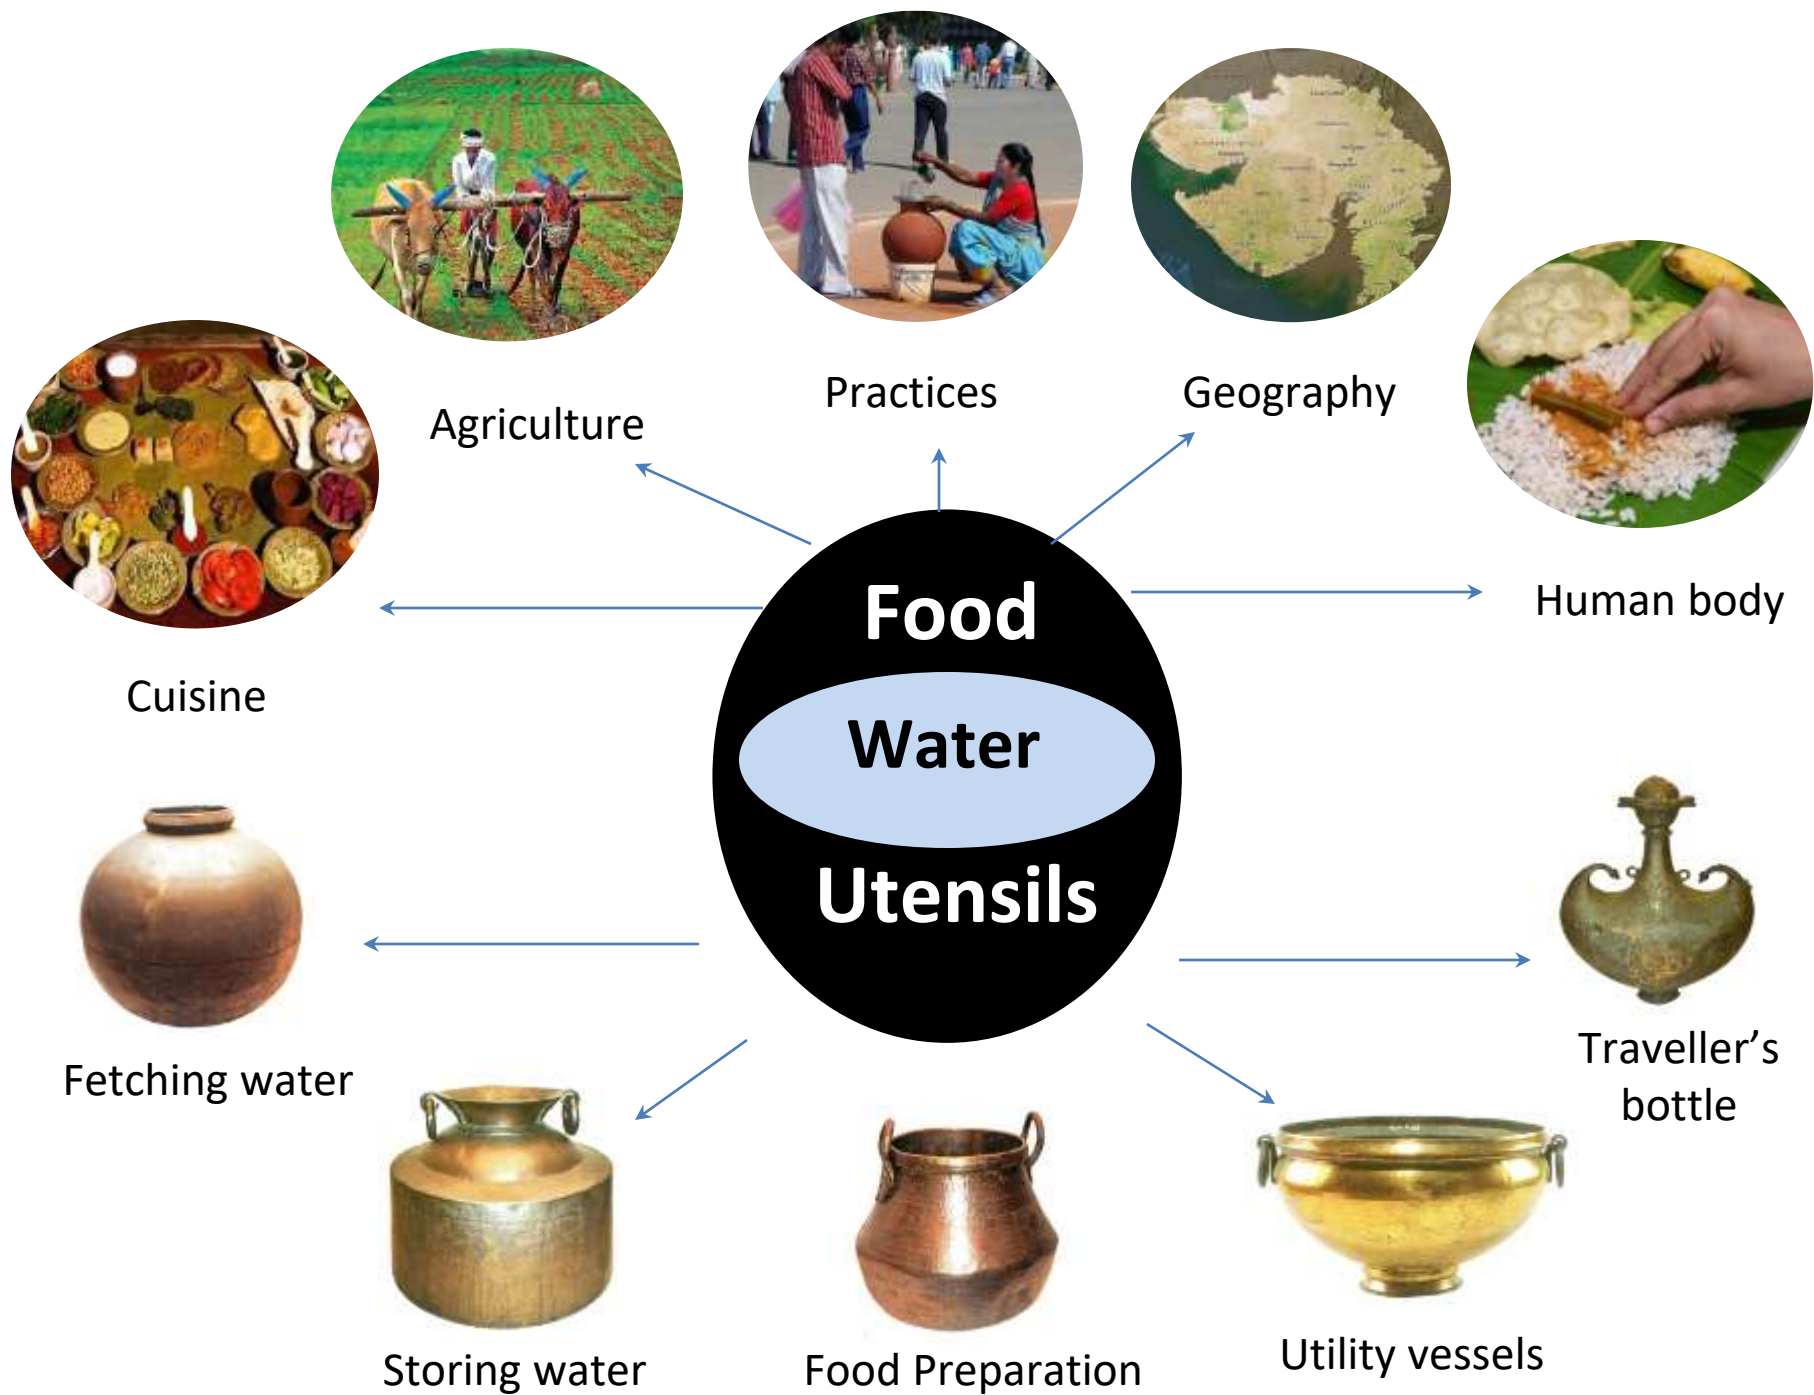 Practices
Geography
Agriculture
Human body
Cuisine
Food
Water
Utensils
Fetching water
Traveller’s
bottle
Storing water
Food Preparation
Utility vessels